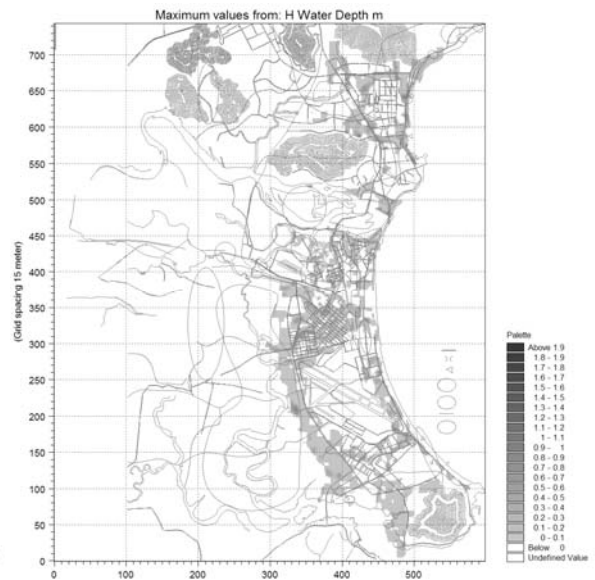 Maximum values from: H Water Depth m
(Grid spacing 15 meter)
700
650
600
550
500
450
400
350
300
250
200
150
100
50
0
0 100 200 300 400 500
Palette
Above 1.9
1.8 - 1.9
1.7 - 1.8
1.6 - 1.7
1.5 - 1.6
1.4 - 1.5
1.3 - 1.4
1.2 - 1.3
1.1 - 1.2
1 - 1.1
0.9 - 1
0.8 - 0.9
0.7 - 0.8
0.6 - 0.7
0.5 - 0.6
0.4 - 0.5
0.3 - 0.4
0.2 - 0.3
0.1 - 0.2
0 - 0.1
Below 0
Undefined Value